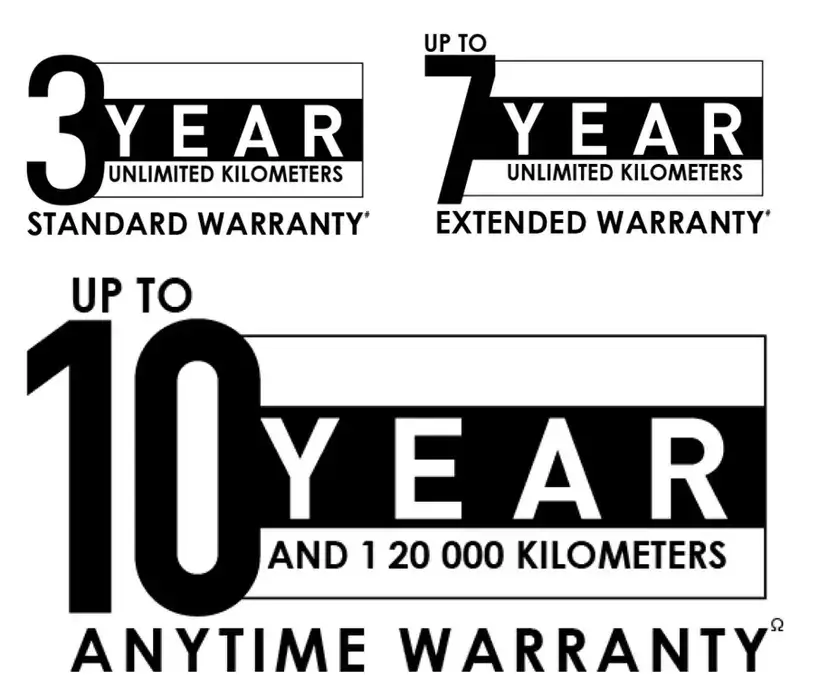 3 YEAR
UNLIMITED KILOMETERS
STANDARD WARRANTY#
UP TO
7 YEAR
UNLIMITED KILOMETERS
EXTENDED WARRANTY#
UP TO
10 YEAR
AND 1 20 000 KILOMETERS
ANYTIME WARRANTYΩ